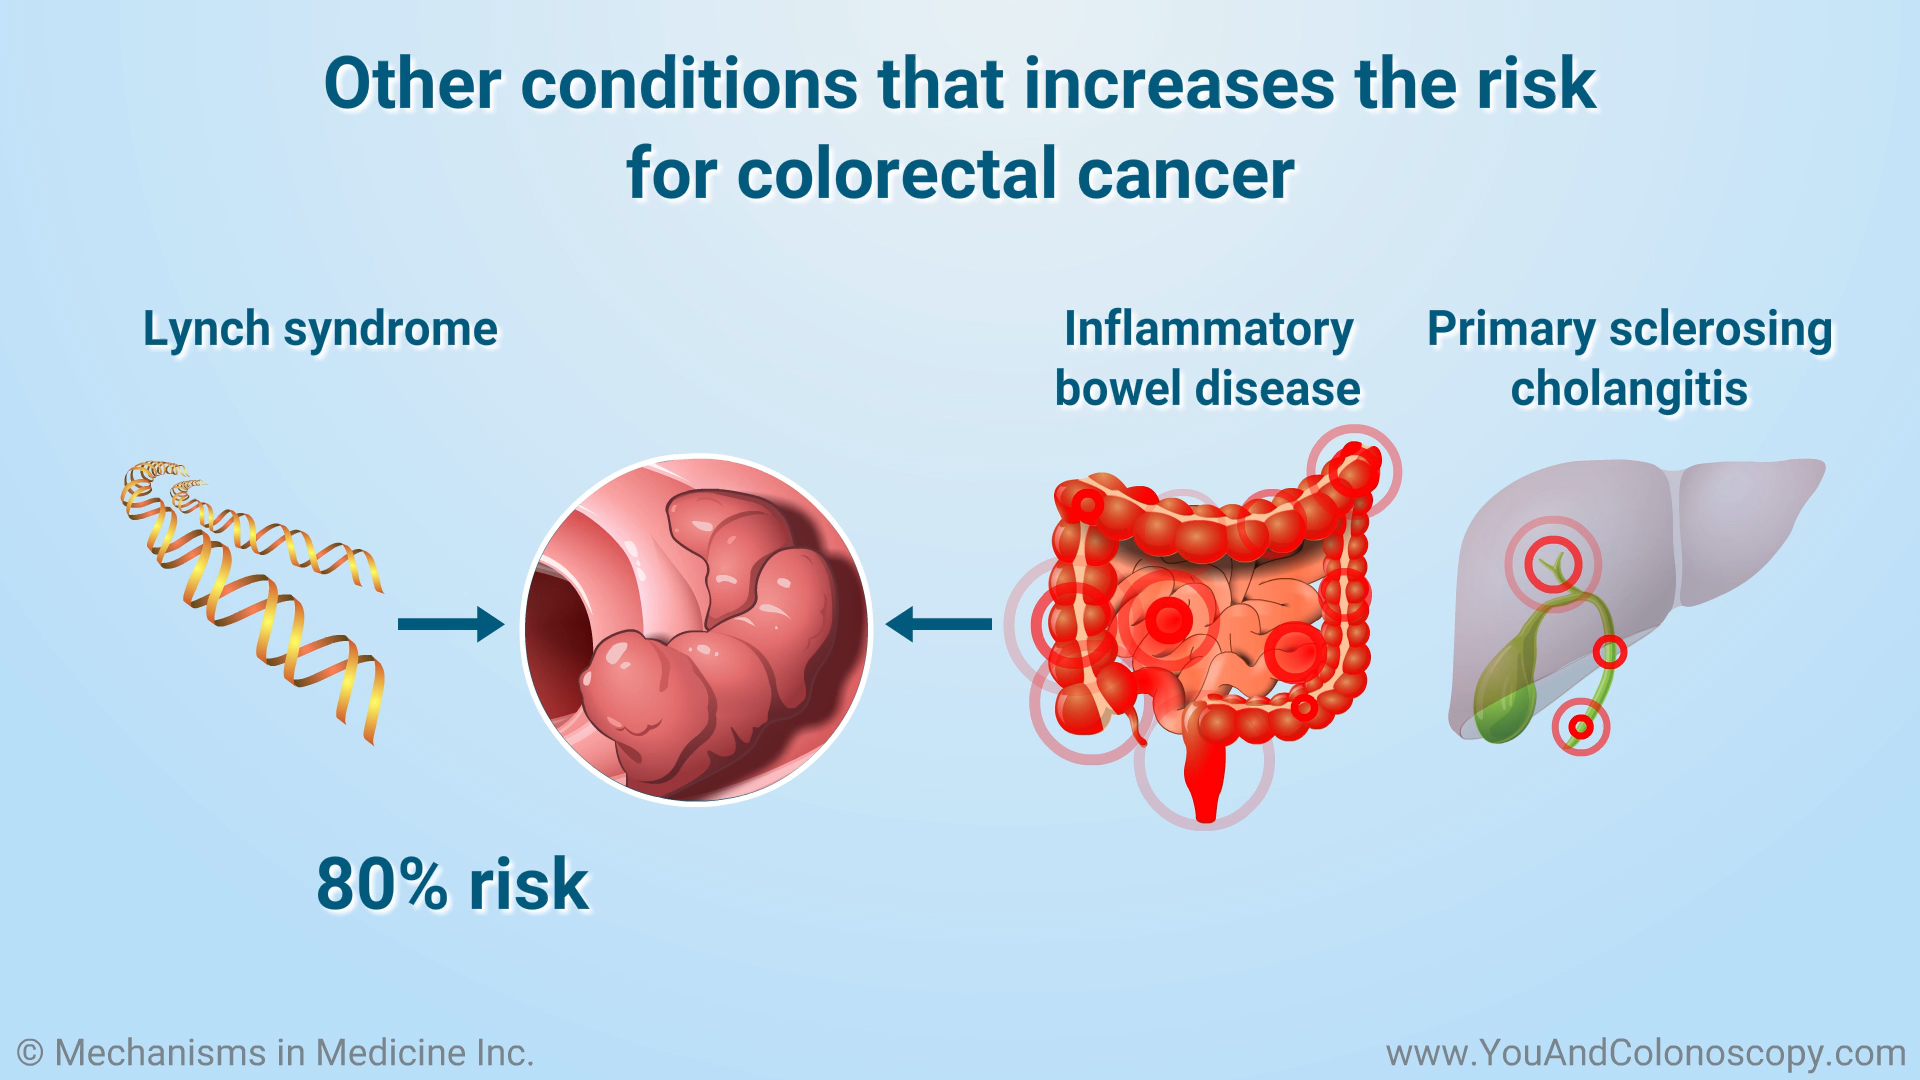 Other conditions that increases the risk
for colorectal cancer
Lynch syndrome
Inflammatory
bowel disease
Primary sclerosing
cholangitis
80% risk
© Mechanisms in Medicine Inc.
www.YouAndColonoscopy.com